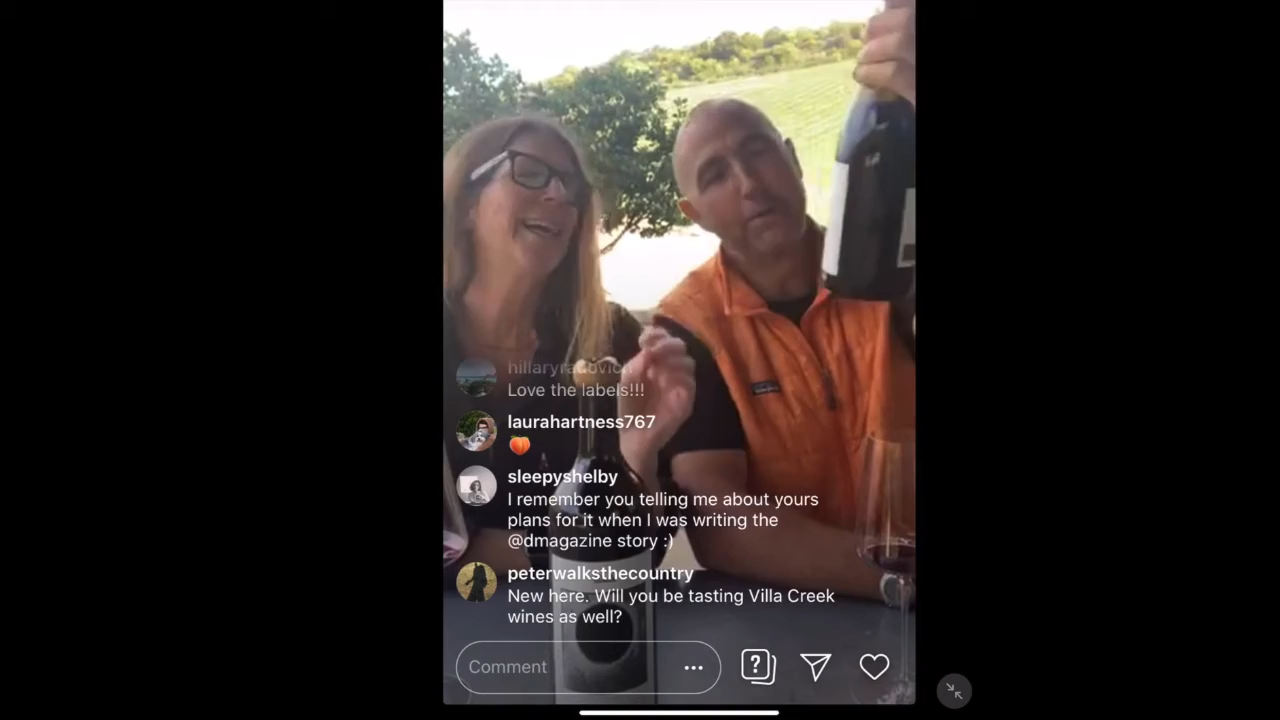 hillaryradovich
Love the labels!!!
laurahartness767
sleepyshelby
I remember you telling me about yours
plans for it when I was writing the
@dmagazine story :)
peterwalksthecountry
New here. Will you be tasting Villa Creek
wines as well?
Comment